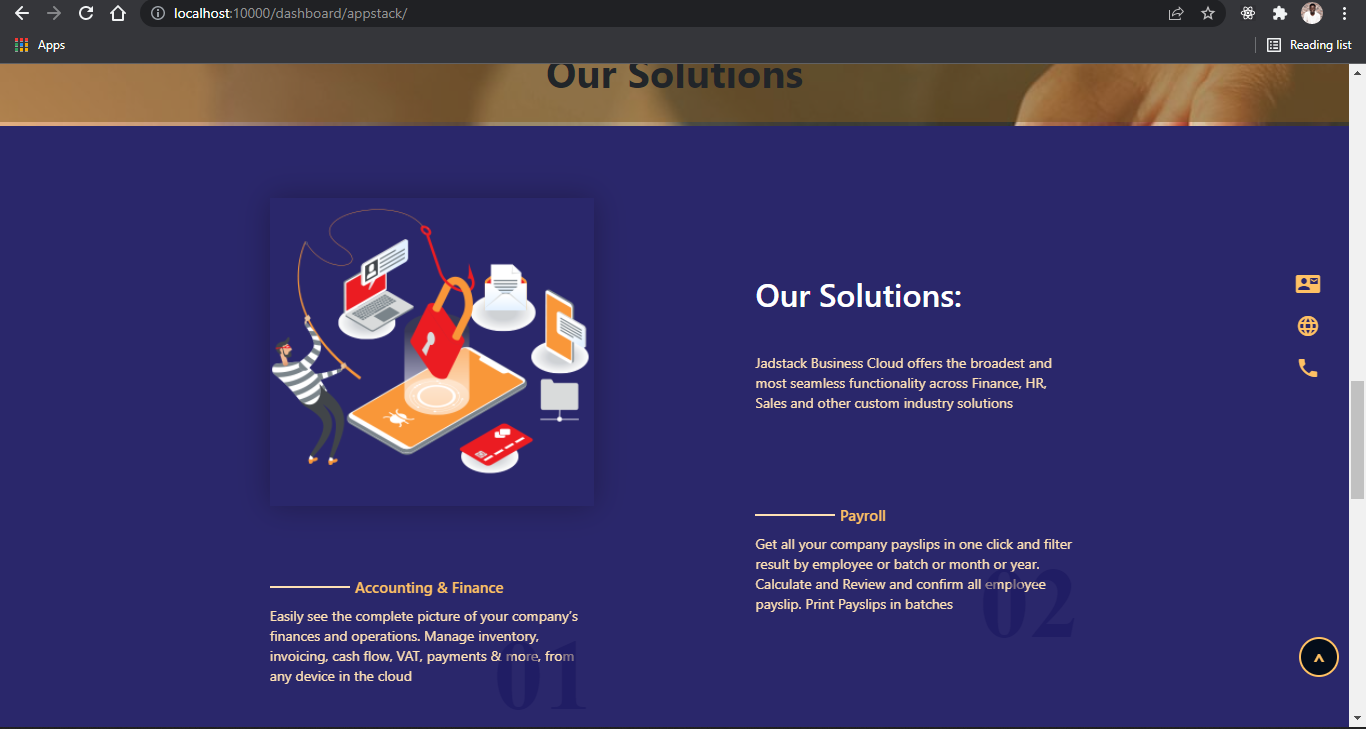 localhost:10000/dashboard/appstack/
Apps
Reading list
Our Solutions
Our Solutions:
Jadstack Business Cloud offers the broadest and
most seamless functionality across Finance, HR,
Sales and other custom industry solutions
Payroll
Get all your company payslips in one click and filter
result by employee or batch or month or year.
Calculate and Review and confirm all employee
payslip. Print Payslips in batches
02
Accounting & Finance
Easily see the complete picture of your company’s
finances and operations. Manage inventory,
invoicing, cash flow, VAT, payments & more, from
any device in the cloud
01